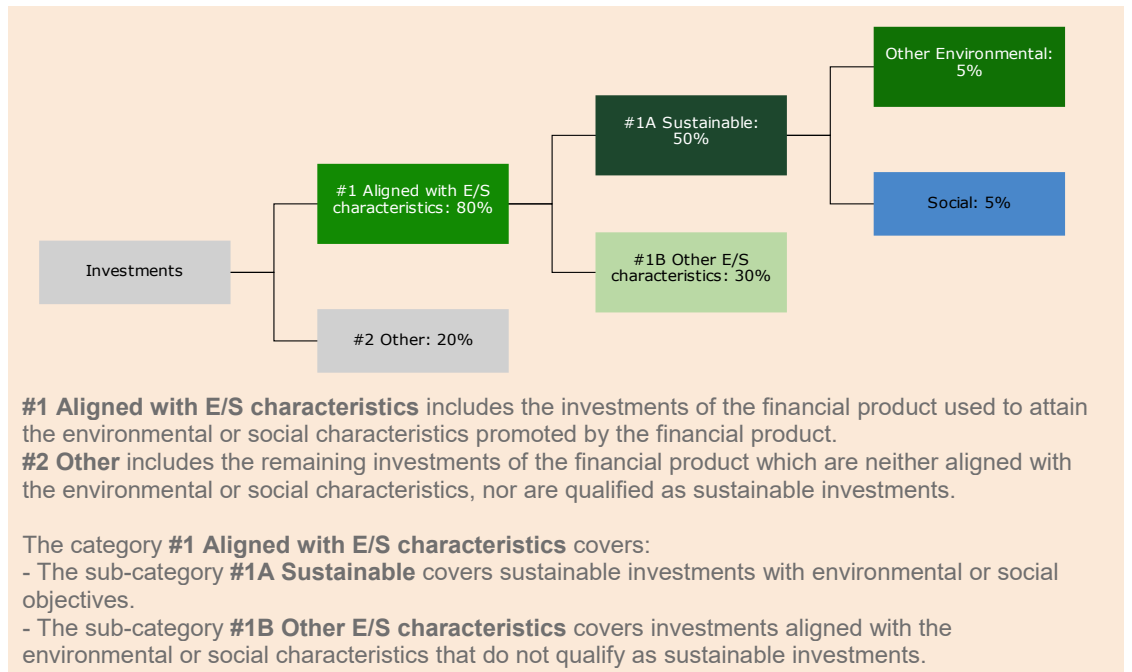 Other Environmental:
5%
#1A Sustainable:
50%
#1 Aligned with E/S
characteristics: 80%
Social: 5%
Investments
#1B Other E/S
characteristics: 30%
#2 Other: 20%
#1 Aligned with E/S characteristics includes the investments of the financial product used to attain
the environmental or social characteristics promoted by the financial product.
#2 Other includes the remaining investments of the financial product which are neither aligned with
the environmental or social characteristics, nor are qualified as sustainable investments.
The category #1 Aligned with E/S characteristics covers:
- The sub-category #1A Sustainable covers sustainable investments with environmental or social
objectives.
- The sub-category #1B Other E/S characteristics covers investments aligned with the
environmental or social characteristics that do not qualify as sustainable investments.